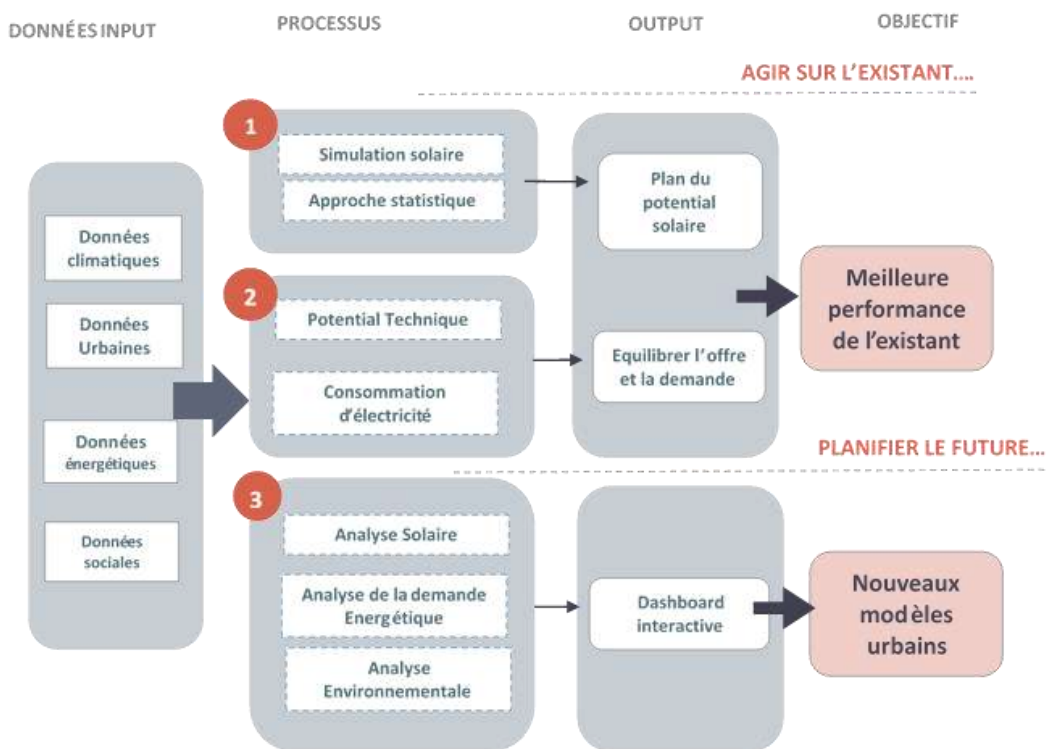 DONNÉES INPUT
PROCESSUS
OUTPUT
OBJECTIF
AGIR SUR L'EXISTANT....
Données
climatiques
Données
Urbaines
Données
énergétiques
Données
sociales
1
Simulation solaire
Approche statistique
2
Potential Technique
Consommation
d'électricité
Plan du
potential
solaire
Equilibrer l'offre
et la demande
Meilleure
performance
de l'existant
PLANIFIER LE FUTURE...
3
Analyse Solaire
Analyse de la demande
Energétique
Analyse
Environnementale
Dashboard
interactive
Nouveaux
modèles
urbains